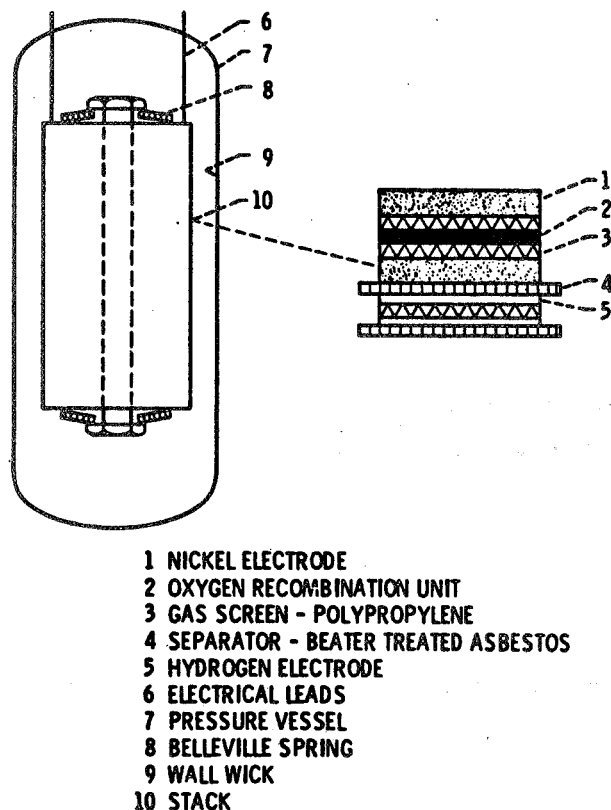 6
7
8
9
10
1
2
3
4
5
1 NICKEL ELECTRODE
2 OXYGEN RECOMBINATION UNIT
3 GAS SCREEN - POLYPROPYLENE
4 SEPARATOR - BEATER TREATED ASBESTOS
5 HYDROGEN ELECTRODE
6 ELECTRICAL LEADS
7 PRESSURE VESSEL
8 BELLEVILLE SPRING
9 WALL WICK
10 STACK